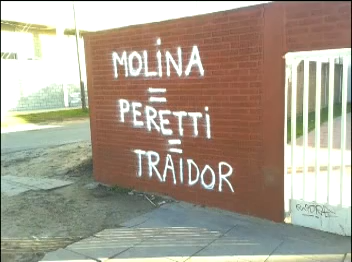 MOLINA
=
PERETTI
=
TRAIDOR